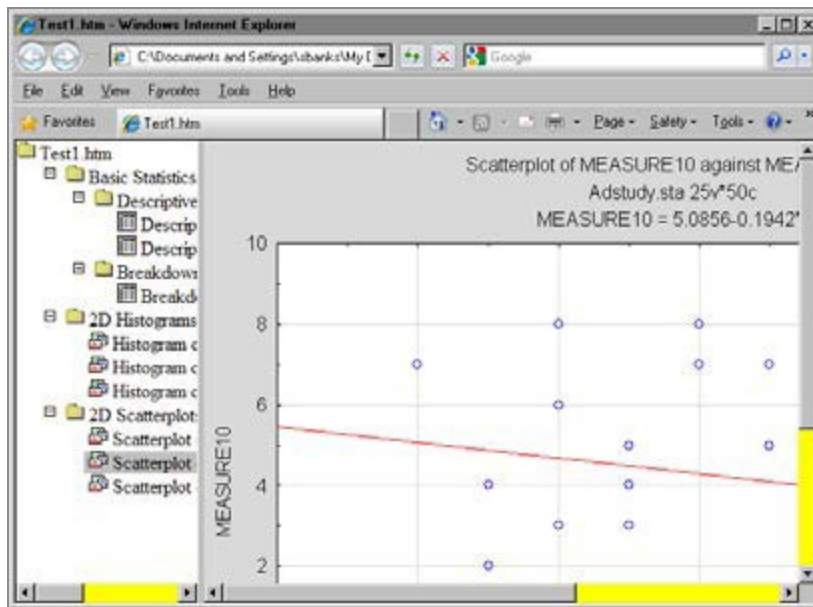 Test1.htm - Windows Internet Explorer
C:\Documents and Settings\sbanks\My D
Google
File Edit View Favorites Tools Help
Favorites Test1.htm Page Safety Tools
Test1.htm
Basic Statistics
Descriptive
Descrip
Descrip
Breakdown
Breakd
2D Histograms
Histogram c
Histogram c
Histogram c
2D Scatterplot
Scatterplot
Scatterplot
Scatterplot
Scatterplot of MEASURE10 against MEA
Adstudy.sta 25v*50c
MEASURE10 = 5.0856-0.1942*
10
8
6
4
2
MEASURE10